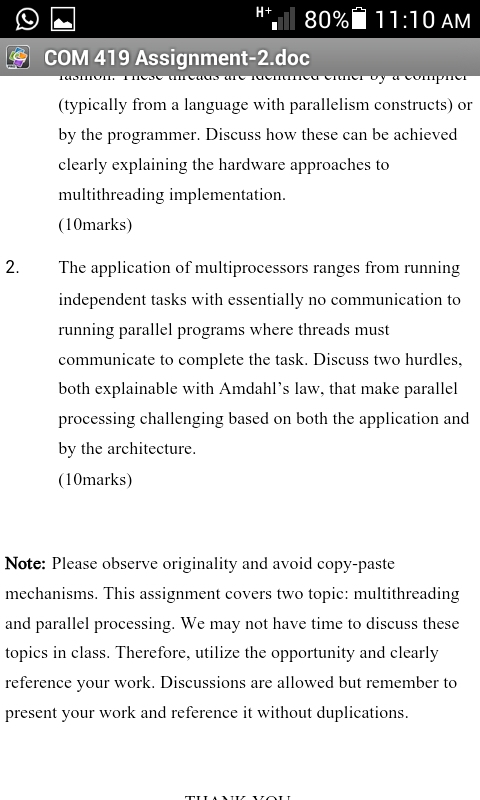 H+ 80% 11:10 AM
COM 419 Assignment-2.doc
fashion. These threads are identified either by a compiler
(typically from a language with parallelism constructs) or
by the programmer. Discuss how these can be achieved
clearly explaining the hardware approaches to
multithreading implementation.
(10marks)
2. The application of multiprocessors ranges from running
independent tasks with essentially no communication to
running parallel programs where threads must
communicate to complete the task. Discuss two hurdles,
both explainable with Amdahl's law, that make parallel
processing challenging based on both the application and
by the architecture.
(10marks)
Note: Please observe originality and avoid copy-paste
mechanisms. This assignment covers two topic: multithreading
and parallel processing. We may not have time to discuss these
topics in class. Therefore, utilize the opportunity and clearly
reference your work. Discussions are allowed but remember to
present your work and reference it without duplications.
THANK YOU